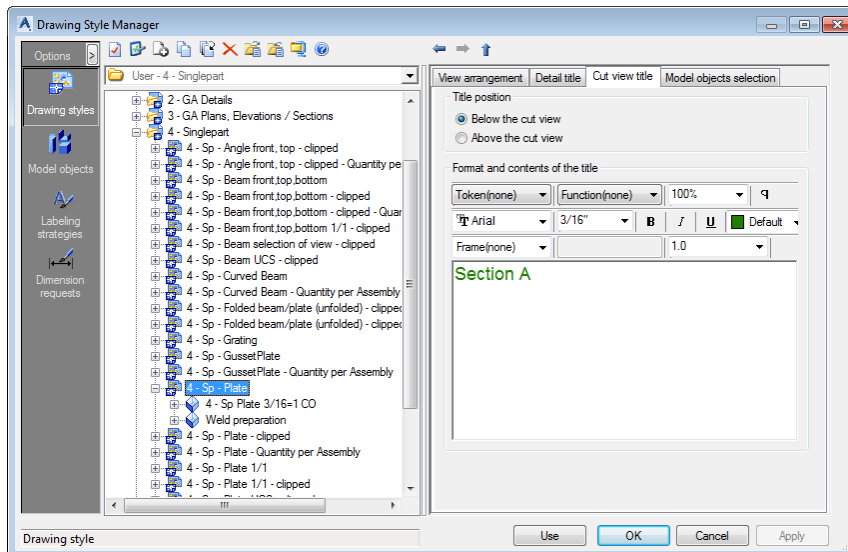 Drawing Style Manager
Options
>
Drawing styles
Model objects
Labeling
strategies
Dimension
requests
User - 4 - Singlepart
2 - GA Details
3 - GA Plans, Elevations / Sections
4 - Singlepart
4 - Sp - Angle front, top - clipped
4 - Sp - Angle front, top - clipped - Quantity pe
4 - Sp - Beam front,top,bottom
4 - Sp - Beam front,top,bottom - clipped
4 - Sp - Beam front,top,bottom - clipped - Quar
4 - Sp - Beam front,top,bottom 1/1 - clipped
4 - Sp - Beam selection of view - clipped
4 - Sp - Beam UCS - clipped
4 - Sp - Curved Beam
4 - Sp - Curved Beam - Quantity per Assembly
4 - Sp - Folded beam/plate (unfolded) - clipped
4 - Sp - Folded beam/plate (unfolded) - clipped
4 - Sp - Grating
4 - Sp - GussetPlate
4 - Sp - GussetPlate - Quantity per Assembly
4 - Sp - Plate
4 - Sp Plate 3/16=1 CO
Weld preparation
4 - Sp - Plate - clipped
4 - Sp - Plate - Quantity per Assembly
4 - Sp - Plate 1/1
4 - Sp - Plate 1/1 - clipped
View arrangement Detail title Cut view title Model objects selection
Title position
Below the cut view
Above the cut view
Format and contents of the title
Token(none) Function(none) 100%
Arial 3/16" B I U Default
Frame(none) 1.0
Section A
Drawing style
Use OK Cancel Apply